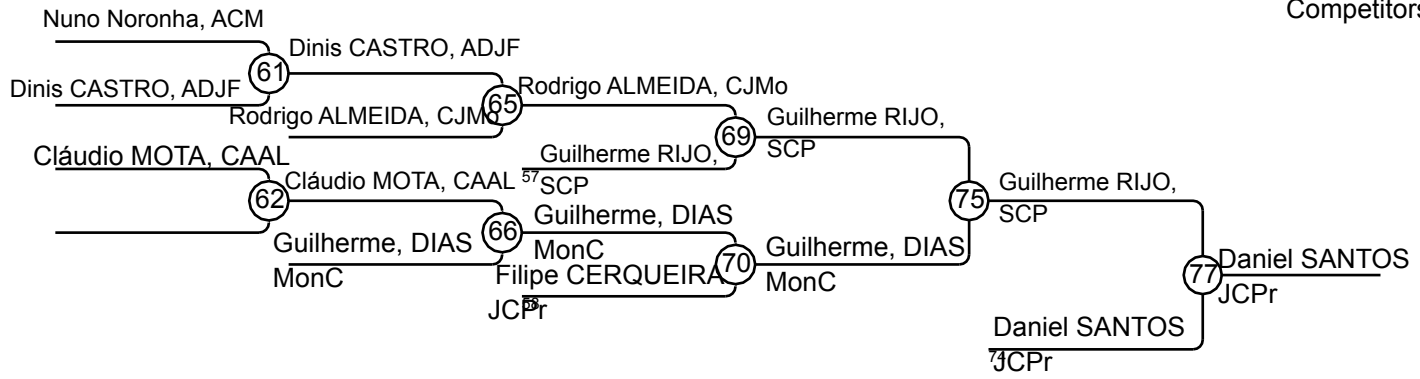 Competitors
Nuno Noronha, ACM
Dinis CASTRO, ADJF
61
Dinis CASTRO, ADJF
Rodrigo ALMEIDA, CJMo
65
Rodrigo ALMEIDA, CJMo
Guilherme RIJO,
57 SCP
69
Guilherme RIJO,
SCP
Cláudio MOTA, CAAL
62
Cláudio MOTA, CAAL
Guilherme, DIAS
MonC
66
Guilherme, DIAS
MonC
Filipe CERQUEIRA
JCPr
70
Guilherme, DIAS
MonC
75
Guilherme RIJO,
SCP
Daniel SANTOS
74 JCPr
77
Daniel SANTOS
JCPr